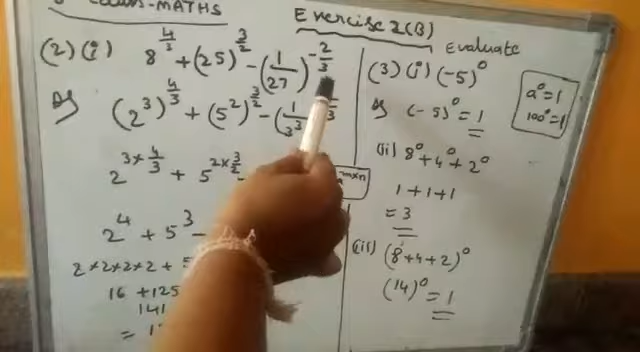 MATHS
Exercise 2(B)
Evaluate
(2) (i) 8^{4/3} + (25)^{3/2} - (1/27)^{-2/3}
(2^3)^{4/3} + (5^2)^{3/2} - (1/3^3)
2^{3×4/3} + 5^{2×3/2} -
2^4 + 5^3 -
2×2×2×2 +
16 + 125
141
=
(3) (i) (-5)^0
(-5)^0 = 1
a^0 = 1
100^0 = 1
(ii) 8^0 + 4^0 + 2^0
1 + 1 + 1
= 3
(iii) (8+4+2)^0
(14)^0 = 1